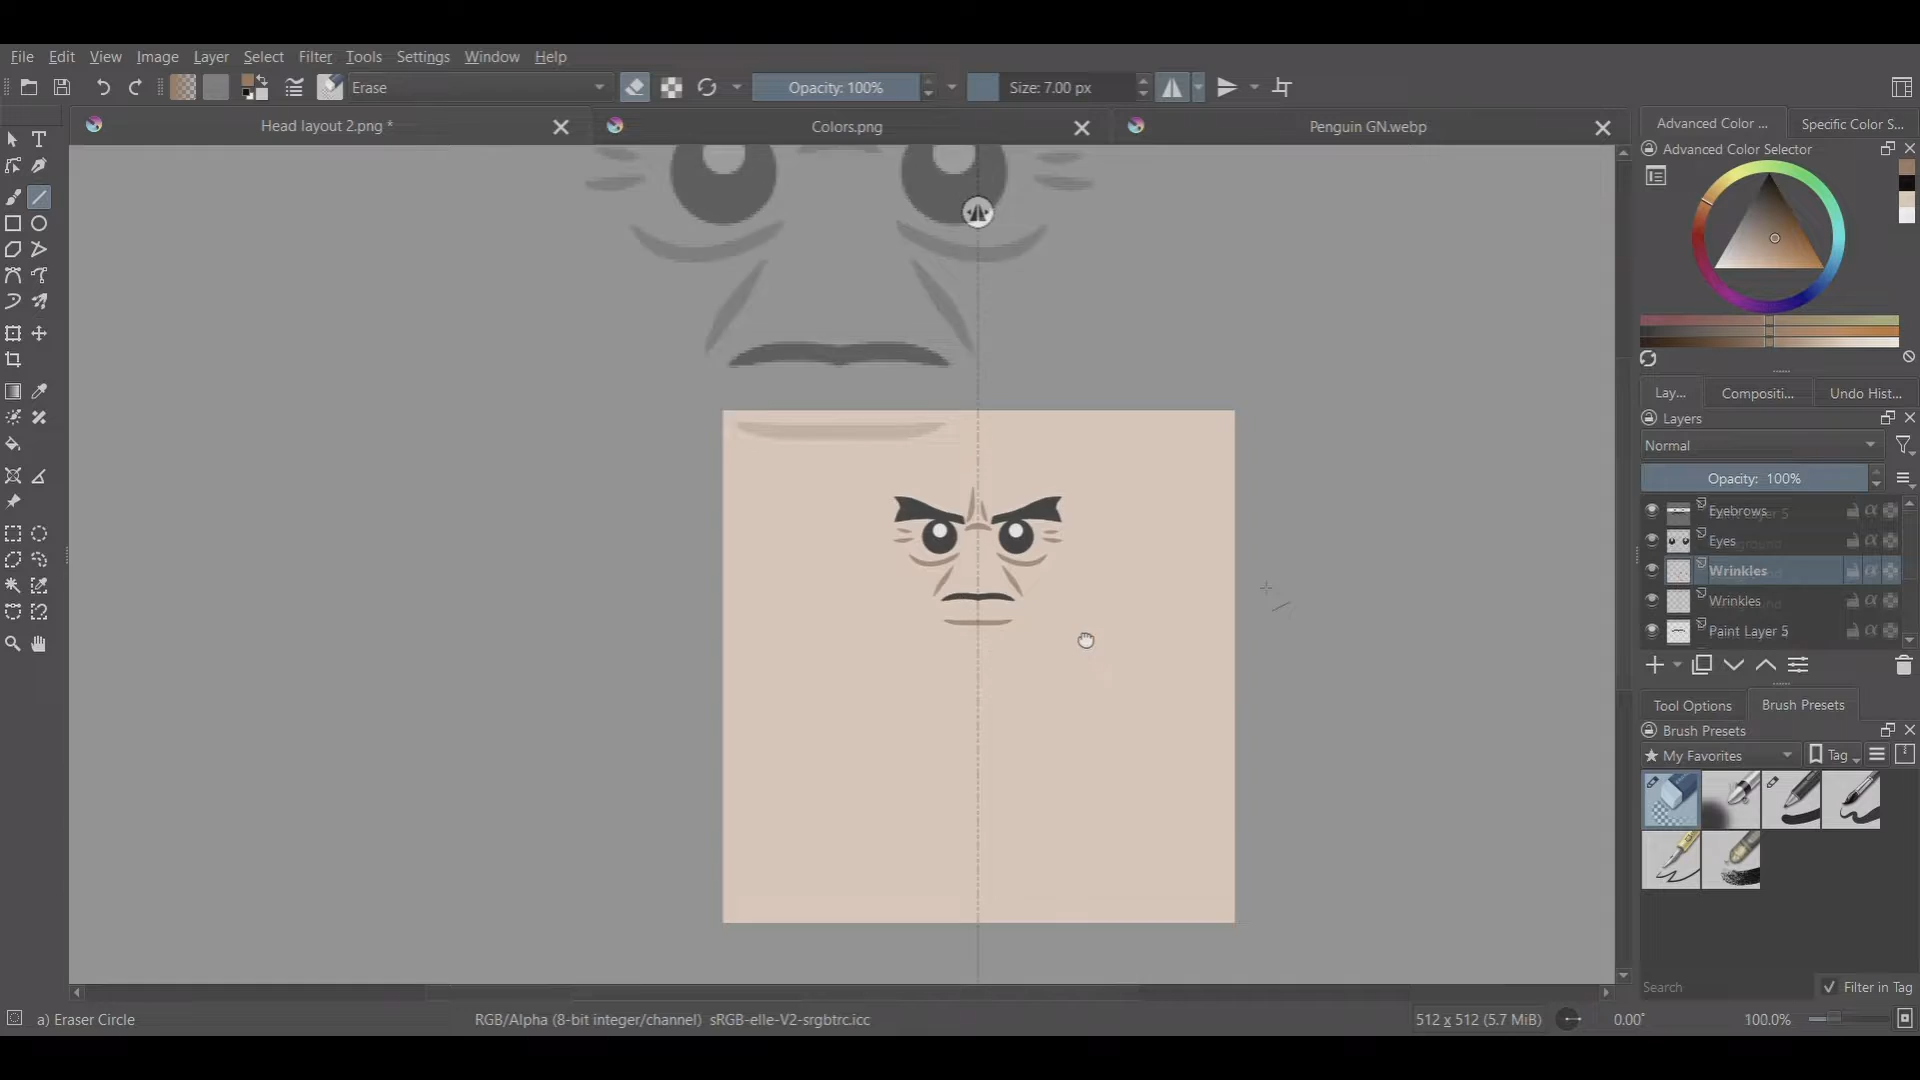 File Edit View Image Layer Select Filter Tools Settings Window Help
Erase Opacity: 100% Size: 7.00 px
Head layout 2.png * Colors.png Penguin GN.webp
Advanced Color ... Specific Color S...
Advanced Color Selector
Lay... Compositi... Undo Hist...
Layers
Normal
Opacity: 100%
Eyebrows
Eyes
Wrinkles
Wrinkles
Paint Layer 5
Tool Options Brush Presets
Brush Presets
My Favorites Tag
Search Filter in Tag
a) Eraser Circle RGB/Alpha (8-bit integer/channel) sRGB-elle-V2-srgbtrc.icc 512 x 512 (5.7 MiB) 0.00° 100.0%